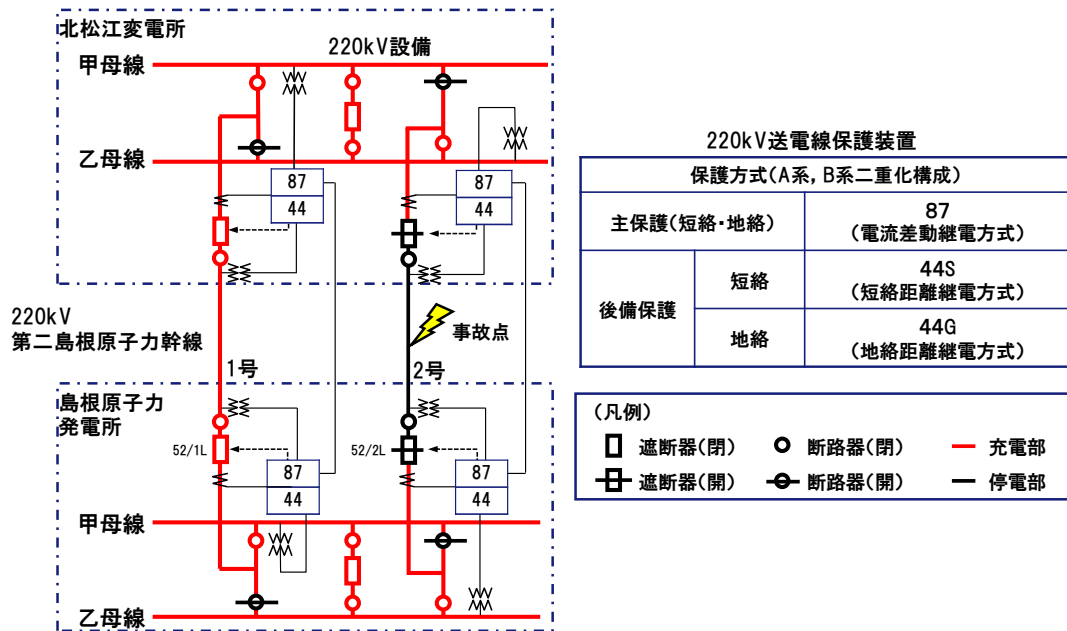 北松江変電所
220kV設備
甲母線
乙母線
87
44
87
44
220kV
第二島根原子力幹線
1号
2号
事故点
島根原子力
発電所
52/1L
52/2L
87
44
87
44
甲母線
乙母線
220kV送電線保護装置
保護方式(A系,B系二重化構成)
主保護(短絡・地絡)
87
(電流差動継電方式)
後備保護
短絡
44S
(短絡距離継電方式)
地絡
44G
(地絡距離継電方式)
(凡例)
遮断器(閉)
断路器(閉)
充電部
遮断器(開)
断路器(開)
停電部